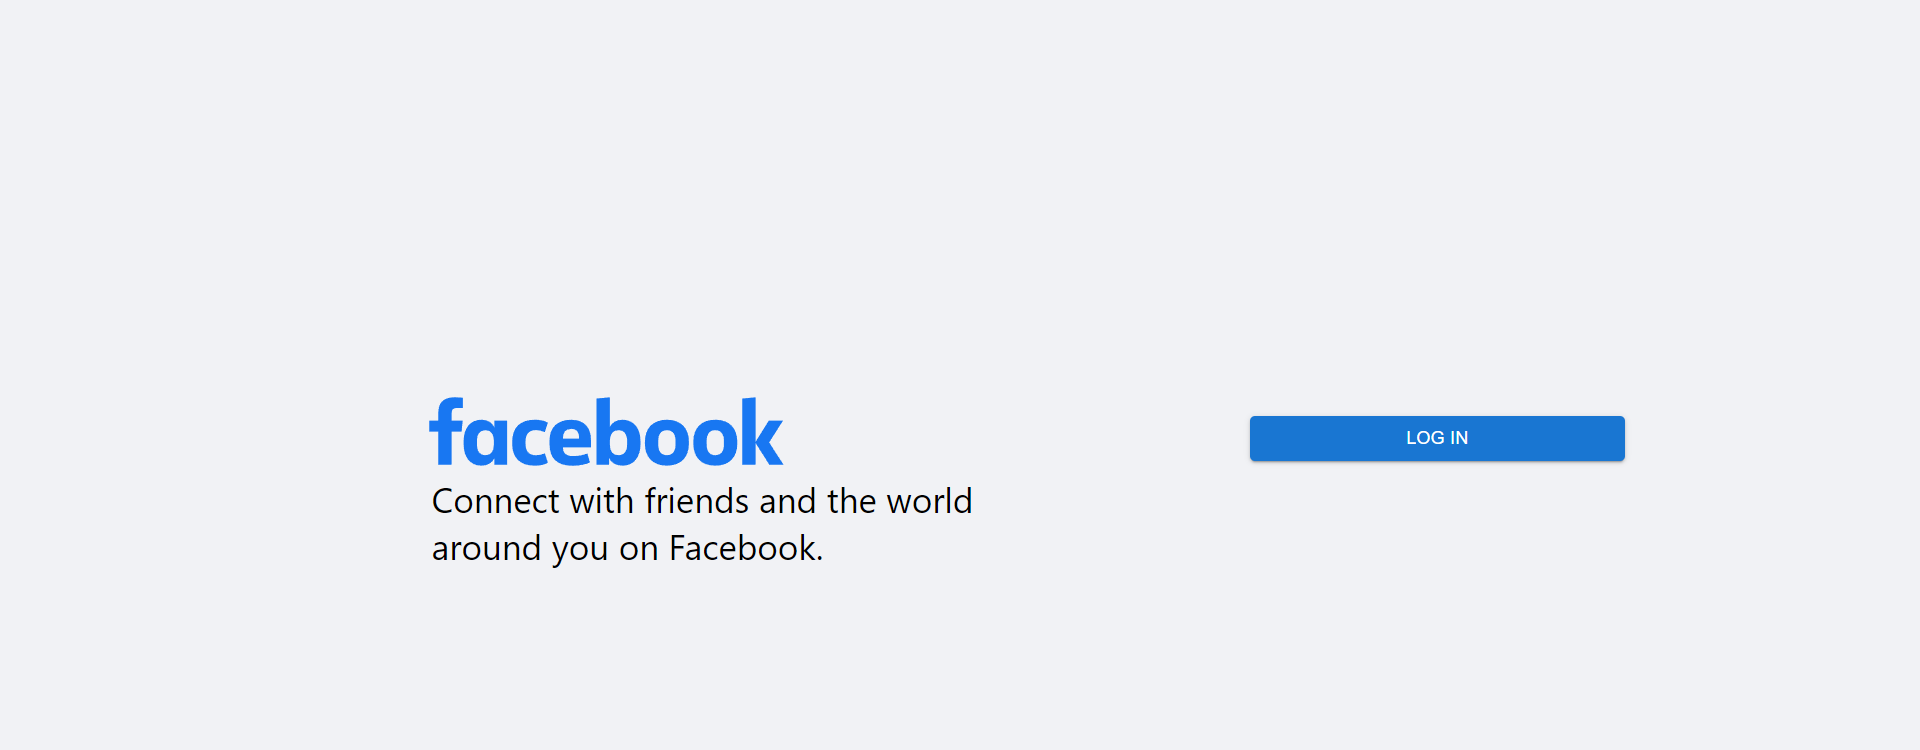 facebook
Connect with friends and the world
around you on Facebook.
LOG IN